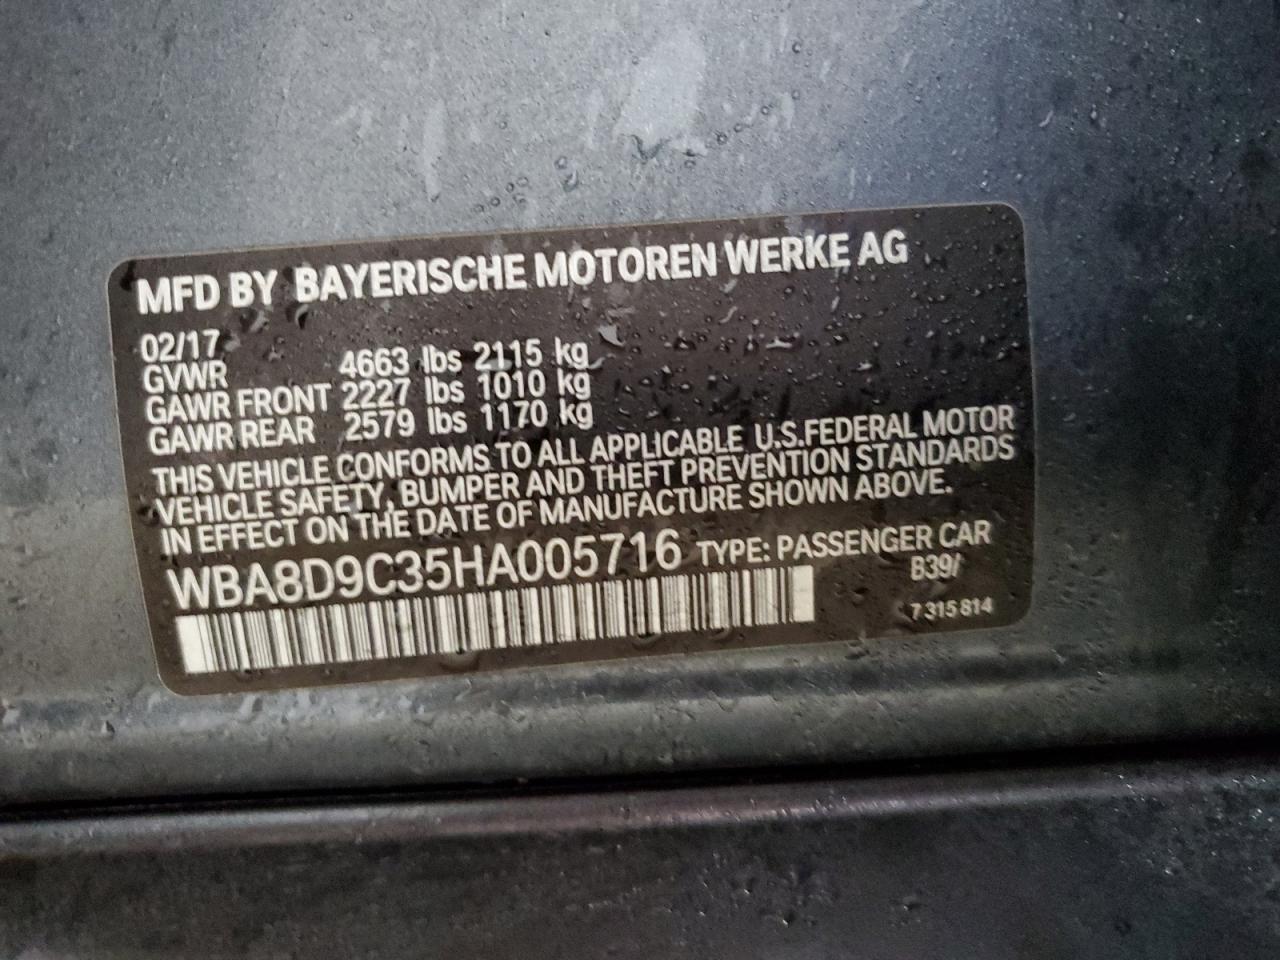 MFD BY BAYERISCHE MOTOREN WERKE AG
02/17
GVWR 4663 lbs 2115 kg
GAWR FRONT 2227 lbs 1010 kg
GAWR REAR 2579 lbs 1170 kg
THIS VEHICLE CONFORMS TO ALL APPLICABLE U.S.FEDERAL MOTOR
VEHICLE SAFETY, BUMPER AND THEFT PREVENTION STANDARDS
IN EFFECT ON THE DATE OF MANUFACTURE SHOWN ABOVE.
WBA8D9C35HA005716 TYPE: PASSENGER CAR
B39/
7 315 814